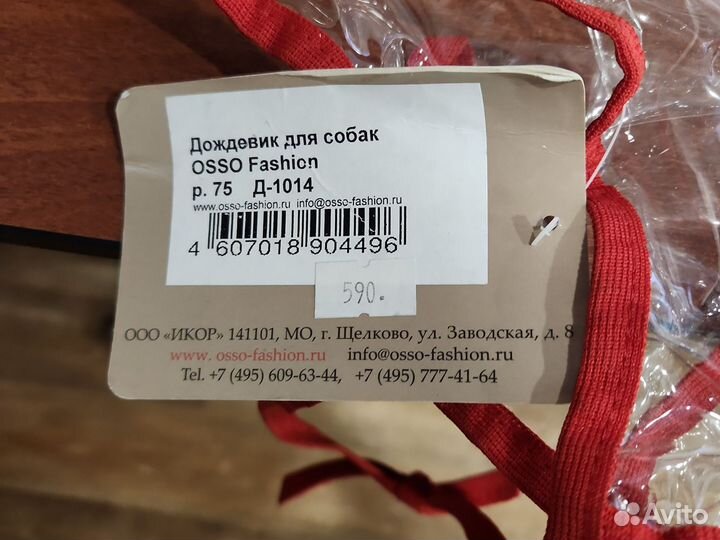 Дождевик для собак
OSSO Fashion
р. 75 Д-1014
www.osso-fashion.ru info@osso-fashion.ru
4 607018 904496
590.
ООО «ИКОР» 141101, МО, г. Щелково, ул. Заводская, д. 8
www. osso-fashion.ru info@osso-fashion.ru
Tel. +7 (495) 609-63-44, +7 (495) 777-41-64
Avito